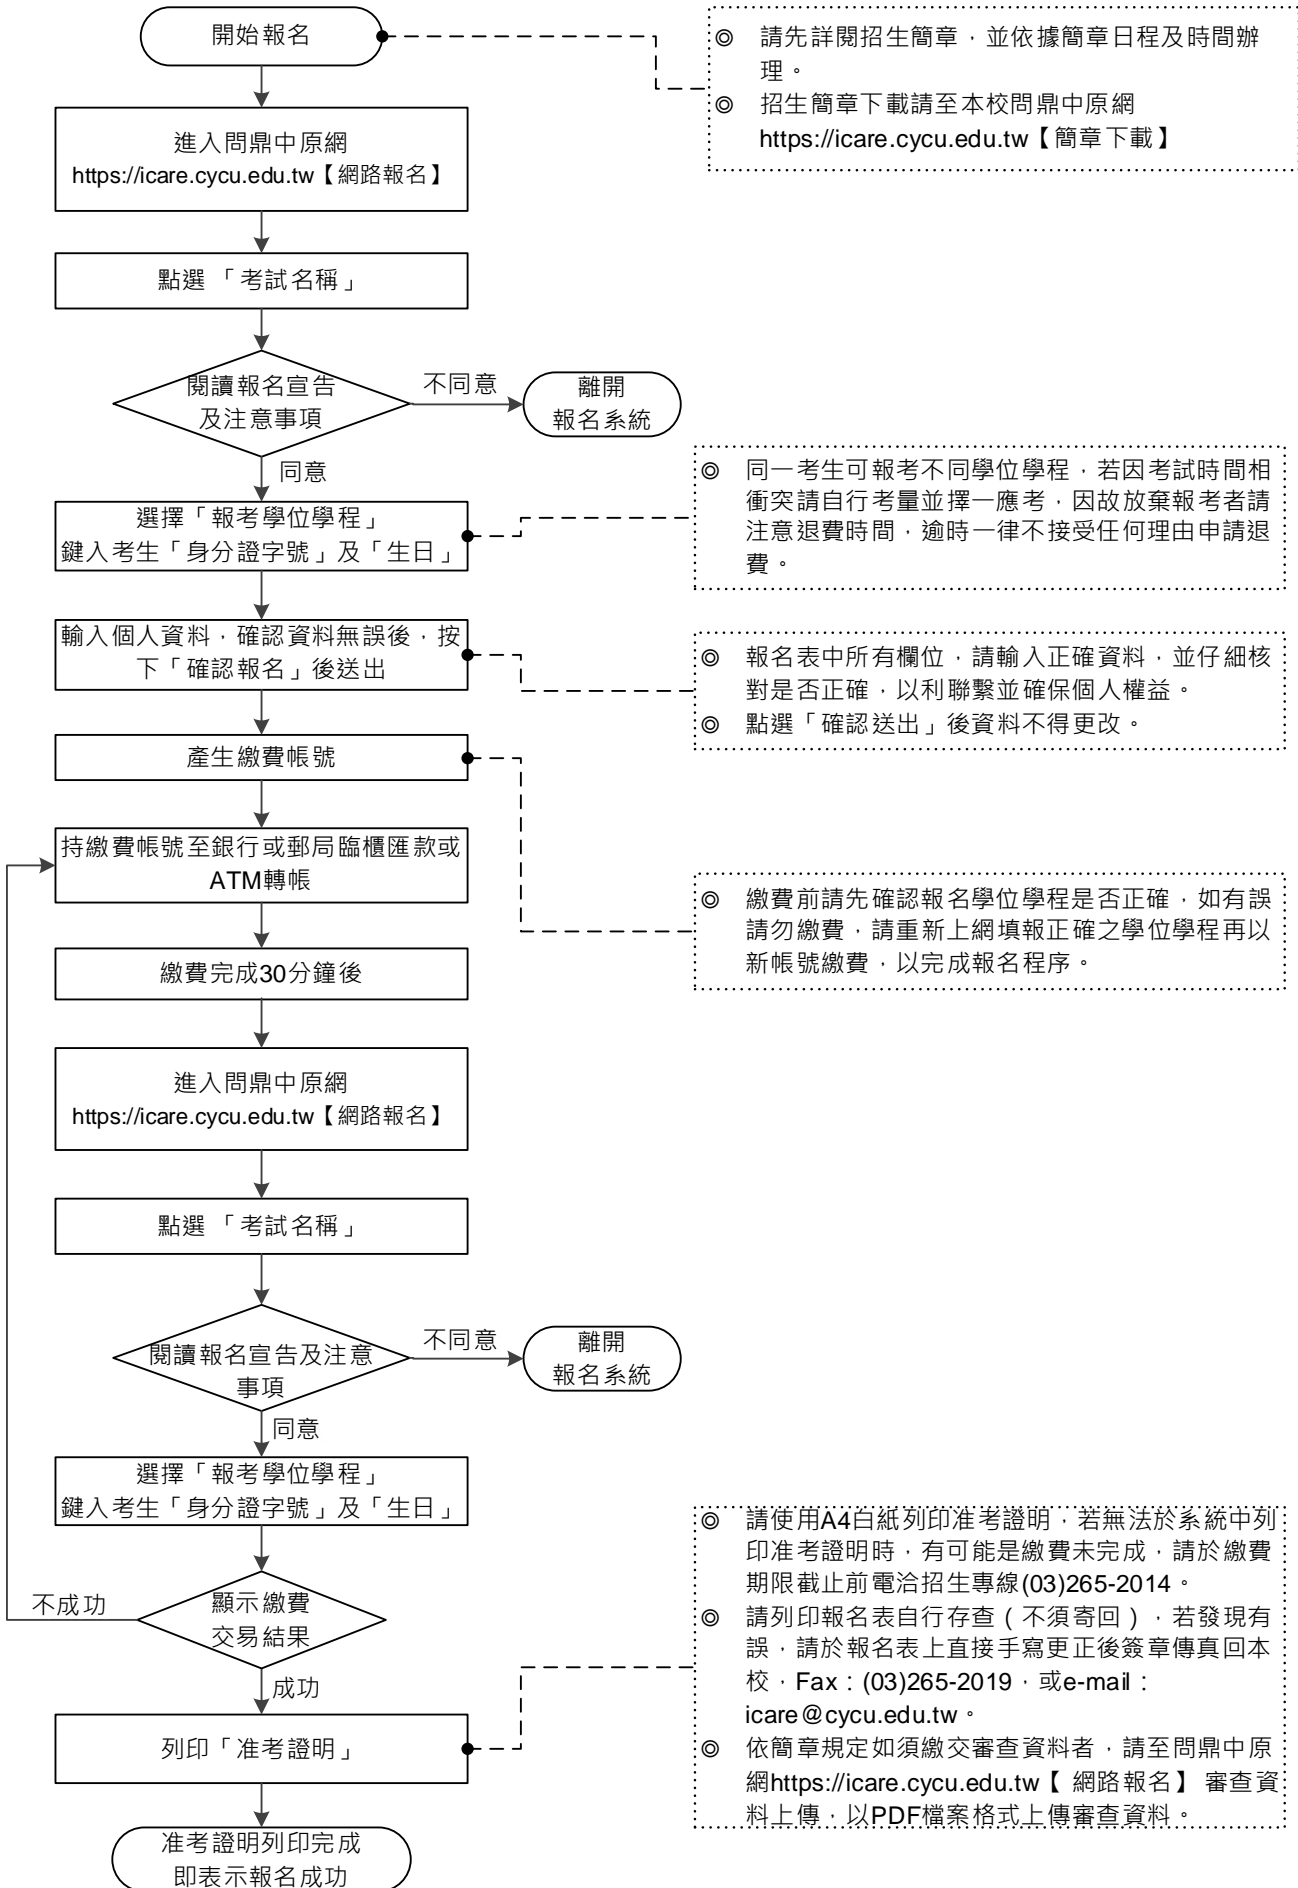 開始報名
◎ 請先詳閱招生簡章，並依據簡章日程及時間辦
理。
◎ 招生簡章下載請至本校問鼎中原網
https://icare.cycu.edu.tw【簡章下載】
進入問鼎中原網
https://icare.cycu.edu.tw【網路報名】
點選 「考試名稱」
閱讀報名宣告
及注意事項
不同意
離開
報名系統
同意
選擇「報考學位學程」
鍵入考生「身分證字號」及「生日」
◎ 同一考生可報考不同學位學程，若因考試時間相
衝突請自行考量並擇一應考，因故放棄報考者請
注意退費時間，逾時一律不接受任何理由申請退
費。
輸入個人資料，確認資料無誤後，按
下「確認報名」後送出
◎ 報名表中所有欄位，請輸入正確資料，並仔細核
對是否正確，以利聯繫並確保個人權益。
◎ 點選「確認送出」後資料不得更改。
產生繳費帳號
持繳費帳號至銀行或郵局臨櫃匯款或
ATM轉帳
◎ 繳費前請先確認報名學位學程是否正確，如有誤
請勿繳費，請重新上網填報正確之學位學程再以
新帳號繳費，以完成報名程序。
繳費完成30分鐘後
進入問鼎中原網
https://icare.cycu.edu.tw【網路報名】
點選 「考試名稱」
閱讀報名宣告及注意
事項
不同意
離開
報名系統
同意
選擇「報考學位學程」
鍵入考生「身分證字號」及「生日」
顯示繳費
交易結果
不成功
成功
列印「准考證明」
◎ 請使用A4白紙列印准考證明，若無法於系統中列
印准考證明時，有可能是繳費未完成，請於繳費
期限截止前電洽招生專線(03)265-2014。
◎ 請列印報名表自行存查（不須寄回），若發現有
誤，請於報名表上直接手寫更正後簽章傳真回本
校，Fax：(03)265-2019，或e-mail：
icare@cycu.edu.tw。
◎ 依簡章規定如須繳交審查資料者，請至問鼎中原
網https://icare.cycu.edu.tw【 網路報名】 審查資
料上傳，以PDF檔案格式上傳審查資料。
准考證明列印完成
即表示報名成功